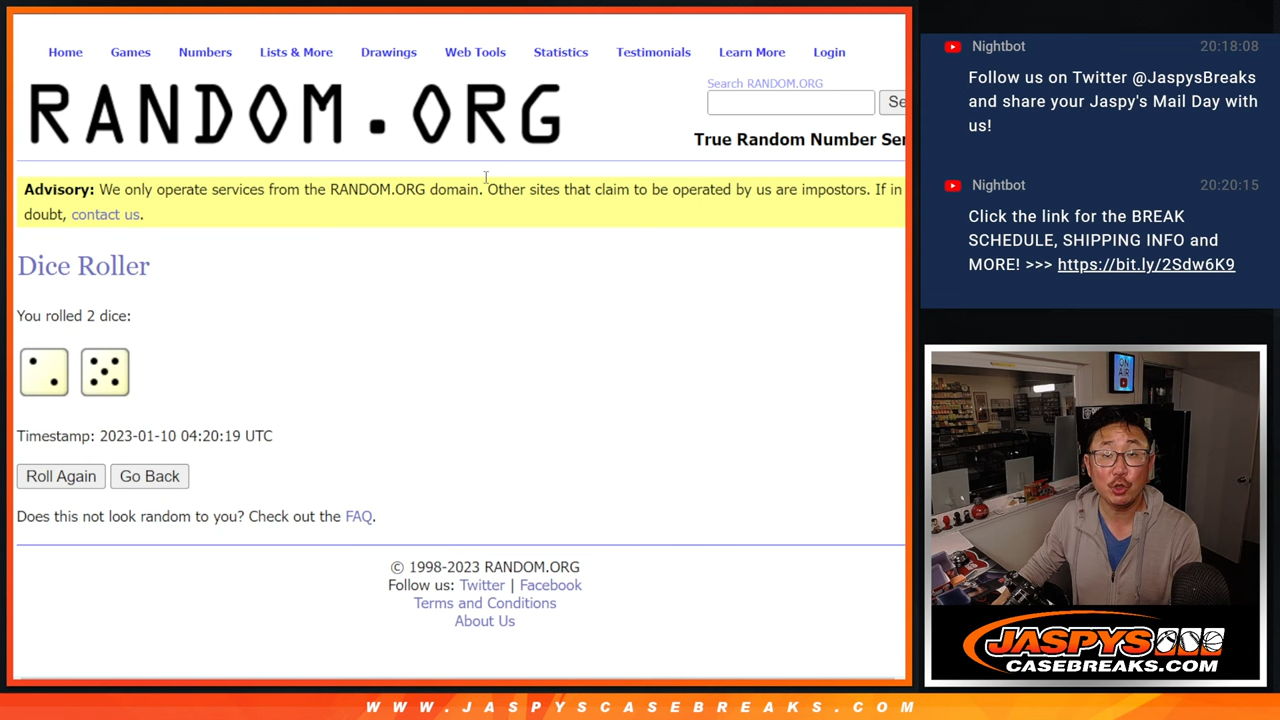 Home Games Numbers Lists & More Drawings Web Tools Statistics Testimonials Learn More Login
RANDOM.ORG
Search RANDOM.ORG
Se
True Random Number Ser
Advisory: We only operate services from the RANDOM.ORG domain. Other sites that claim to be operated by us are impostors. If in
doubt, contact us.
Dice Roller
You rolled 2 dice:
Timestamp: 2023-01-10 04:20:19 UTC
Roll Again Go Back
Does this not look random to you? Check out the FAQ.
© 1998-2023 RANDOM.ORG
Follow us: Twitter | Facebook
Terms and Conditions
About Us
Nightbot 20:18:08
Follow us on Twitter @JaspysBreaks
and share your Jaspy's Mail Day with
us!
Nightbot 20:20:15
Click the link for the BREAK
SCHEDULE, SHIPPING INFO and
MORE! >>> https://bit.ly/2Sdw6K9
ON
AIR
JASPYS
CASEBREAKS.COM
WWW.JASPYSCASEBREAKS.COM